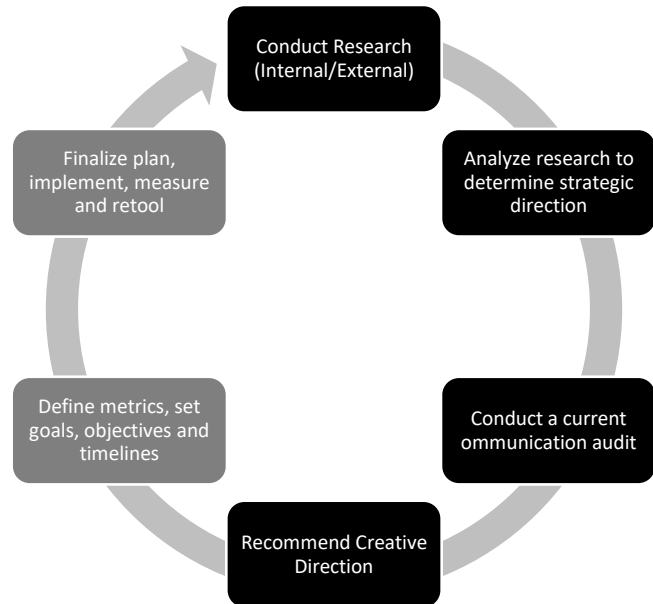 Conduct Research
(Internal/External)
Analyze research to
determine strategic
direction
Conduct a current
ommunication audit
Recommend Creative
Direction
Define metrics, set
goals, objectives and
timelines
Finalize plan,
implement, measure
and retool